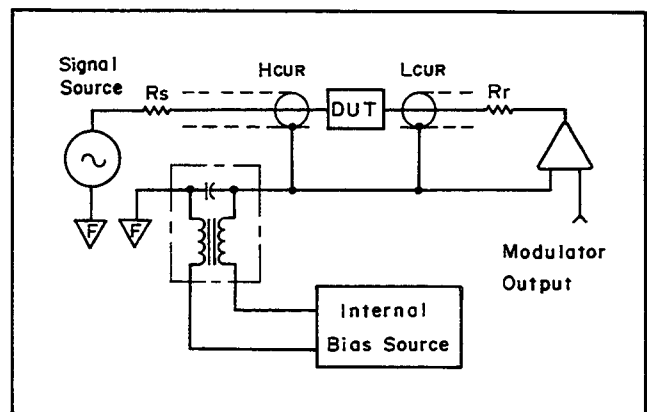 Signal
Source
Rs
HCUR
DUT
LCUR
Rr
F
F
Modulator
Output
Internal
Bias Source